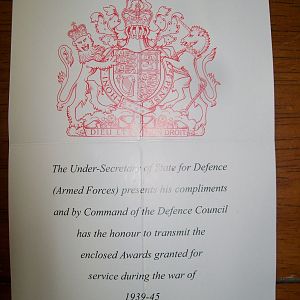 DIEU ET MON DROIT
The Under-Secretary of State for Defence
(Armed Forces) presents his compliments
and by Command of the Defence Council
has the honour to transmit the
enclosed Awards granted for
service during the war of
1939-45